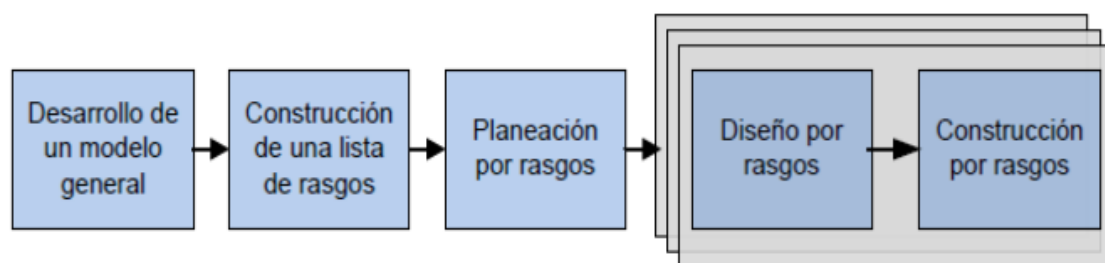 Desarrollo de
un modelo
general
Construcción
de una lista
de rasgos
Planeación
por rasgos
Diseño por
rasgos
Construcción
por rasgos